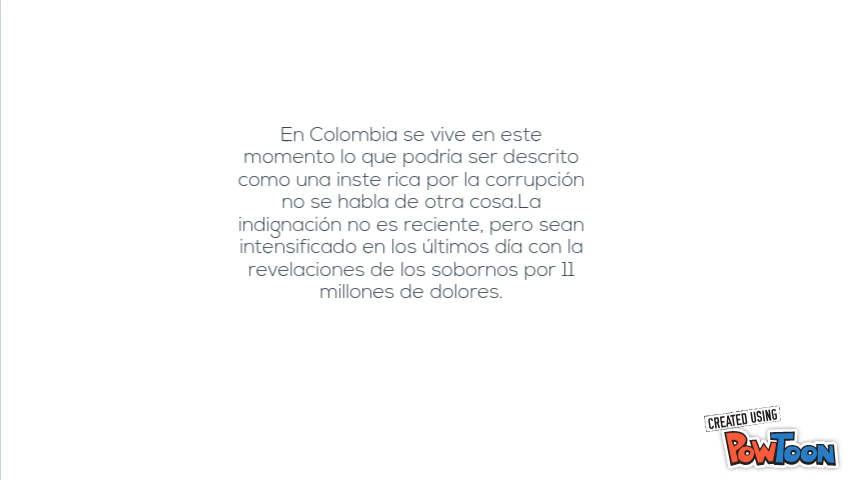 En Colombia se vive en este
momento lo que podría ser descrito
como una inste rica por la corrupción
no se habla de otra cosa.La
indignación no es reciente, pero sean
intensificado en los últimos día con la
revelaciones de los sobornos por 11
millones de dolores.
CREATED USING
POWTOON